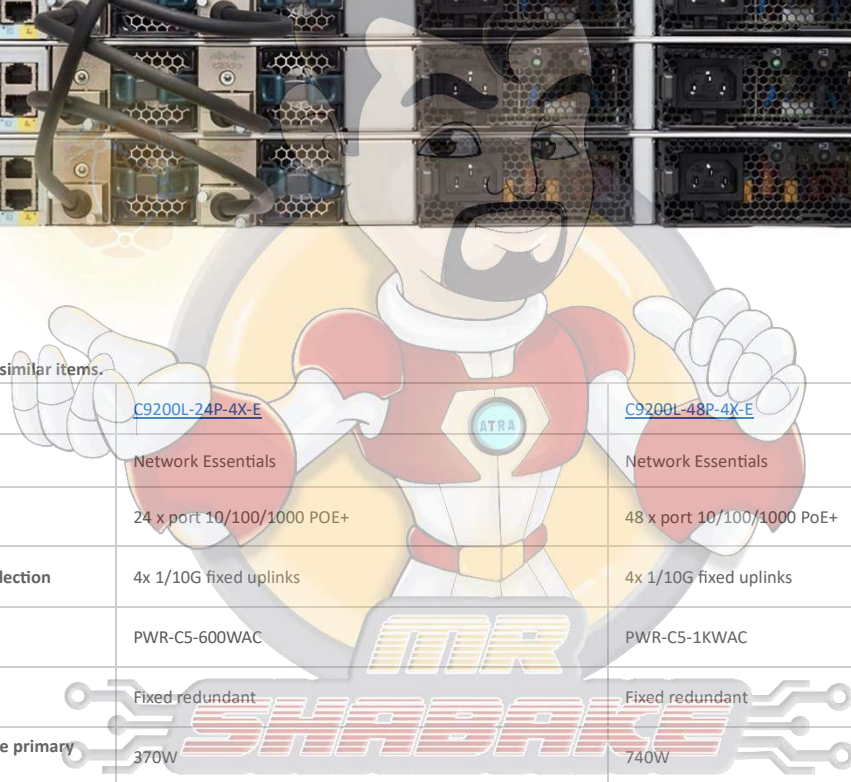 similar items.
C9200L-24P-4X-E C9200L-48P-4X-E
Network Essentials Network Essentials
24 x port 10/100/1000 POE+ 48 x port 10/100/1000 PoE+
lection 4x 1/10G fixed uplinks 4x 1/10G fixed uplinks
PWR-C5-600WAC PWR-C5-1KWAC
Fixed redundant Fixed redundant
e primary 370W 740W
ATRA
MR
SHABAKE